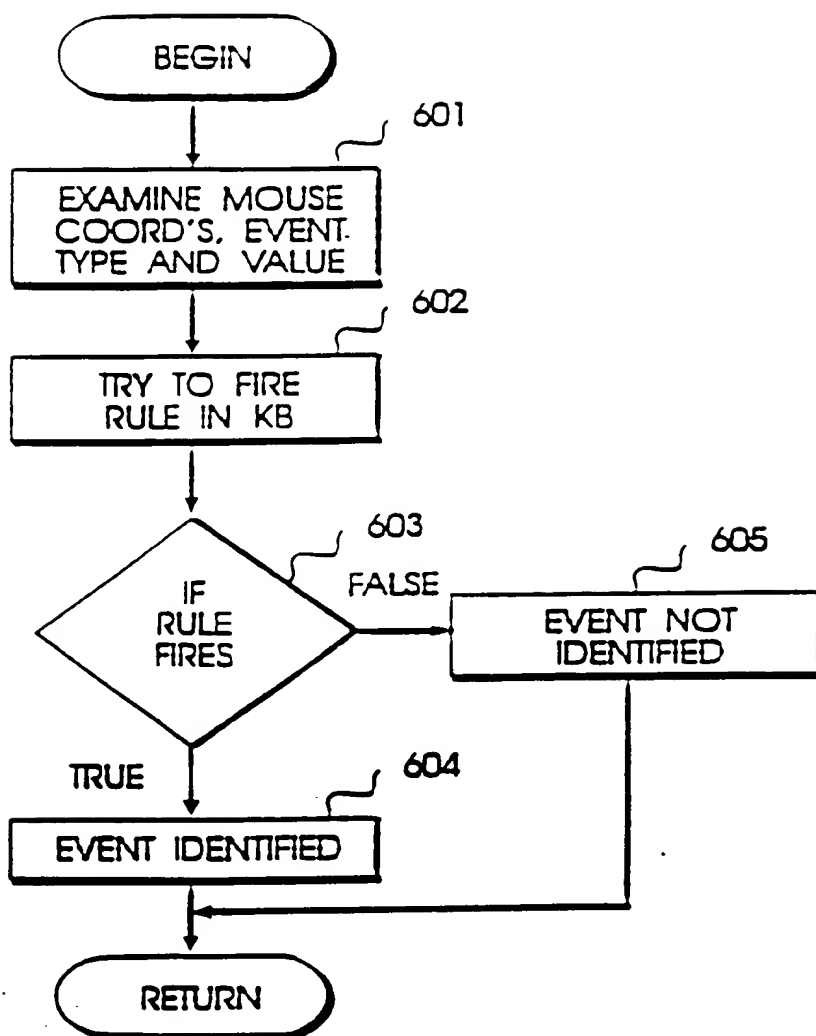 BEGIN
601
EXAMINE MOUSE
COORD'S, EVENT-
TYPE AND VALUE
602
TRY TO FIRE
RULE IN KB
603
IF
RULE
FIRES
FALSE
605
EVENT NOT
IDENTIFIED
TRUE
604
EVENT IDENTIFIED
RETURN